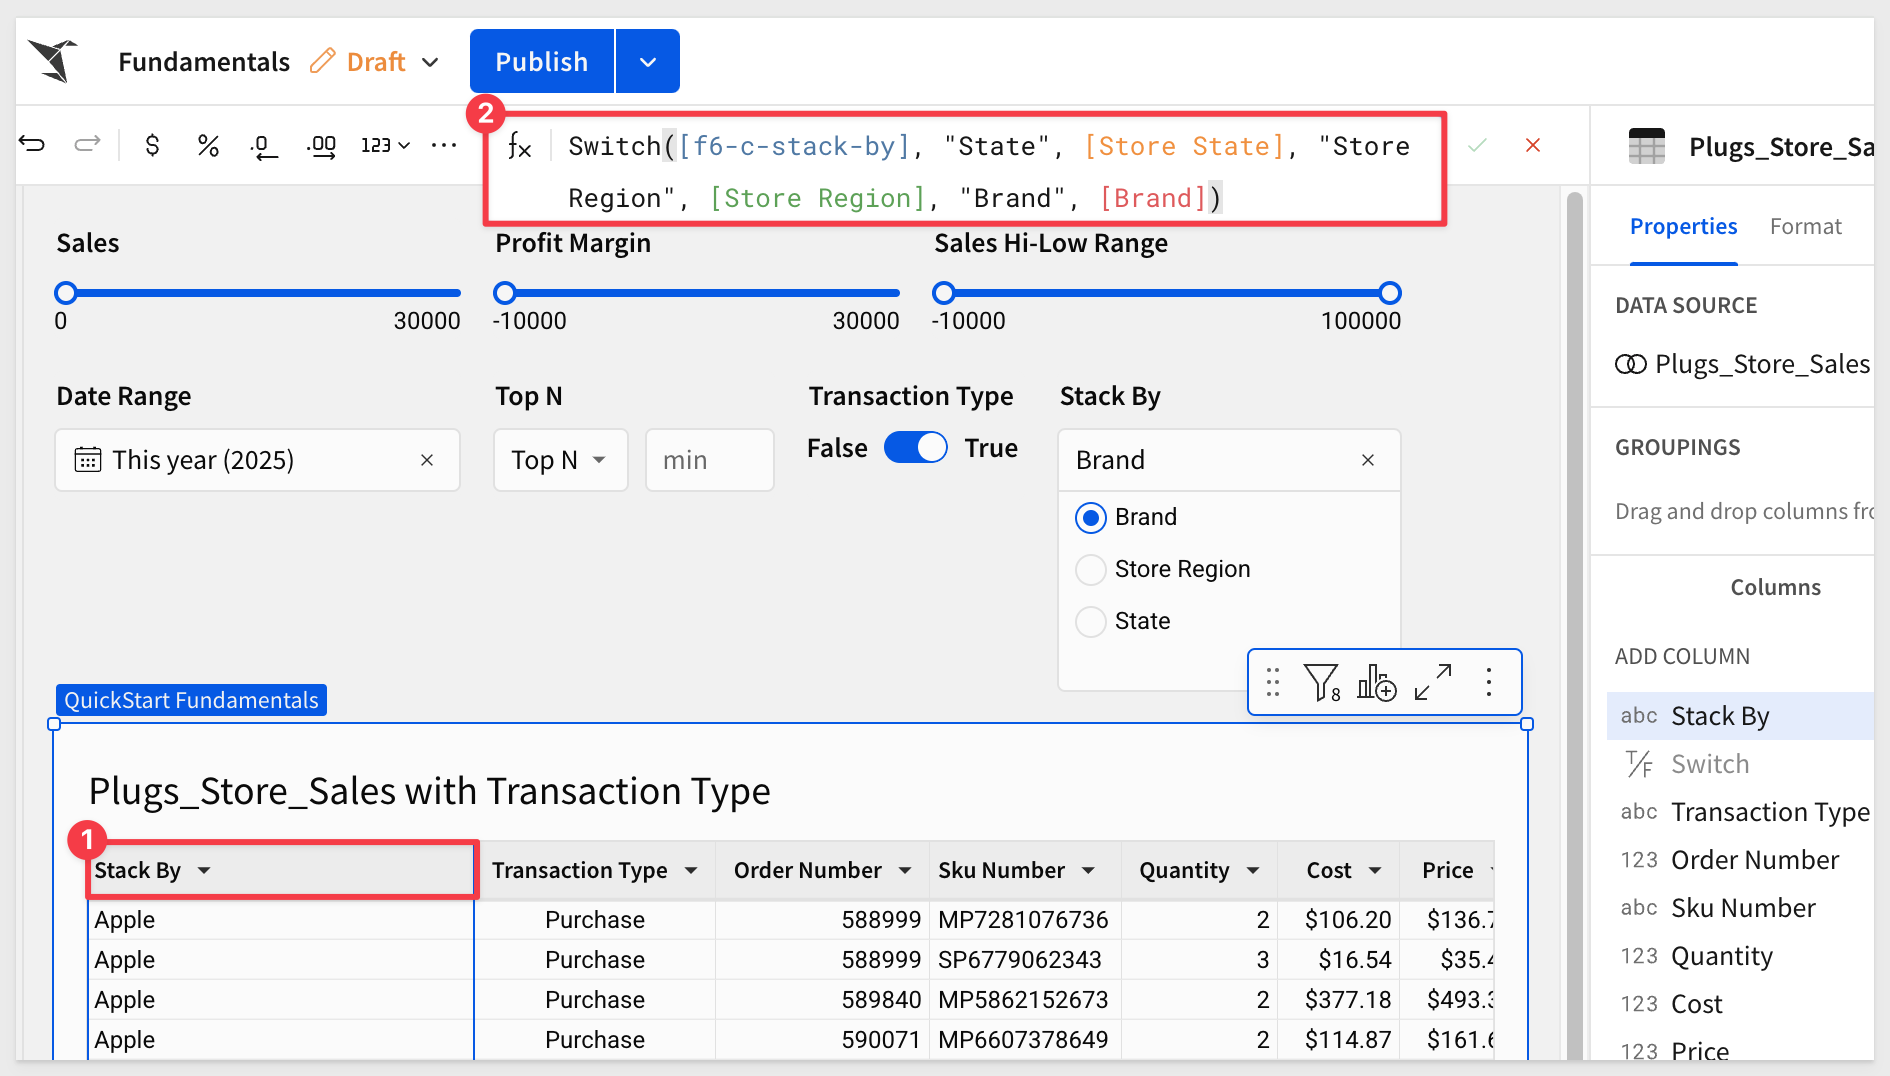 Fundamentals Draft Publish
2
123 ··· fx Switch([f6-c-stack-by], "State", [Store State], "Store
Region", [Store Region], "Brand", [Brand])
$ % .0 .00
Plugs_Store_Sa
Properties Format
Sales Profit Margin Sales Hi-Low Range
0 30000 -10000 30000 -10000 100000
DATA SOURCE
Plugs_Store_Sales
Date Range Top N Transaction Type Stack By
This year (2025) Top N min False True Brand
Brand
Store Region
State
GROUPINGS
Drag and drop columns fro
Columns
ADD COLUMN
abc Stack By
T/F Switch
abc Transaction Type
123 Order Number
abc Sku Number
123 Quantity
123 Cost
123 Price
8
QuickStart Fundamentals
Plugs_Store_Sales with Transaction Type
1
Stack By Transaction Type Order Number Sku Number Quantity Cost Price
Apple Purchase 588999 MP7281076736 2 $106.20 $136.7
Apple Purchase 588999 SP6779062343 3 $16.54 $35.4
Apple Purchase 589840 MP5862152673 2 $377.18 $493.3
Apple Purchase 590071 MP6607378649 2 $114.87 $161.6